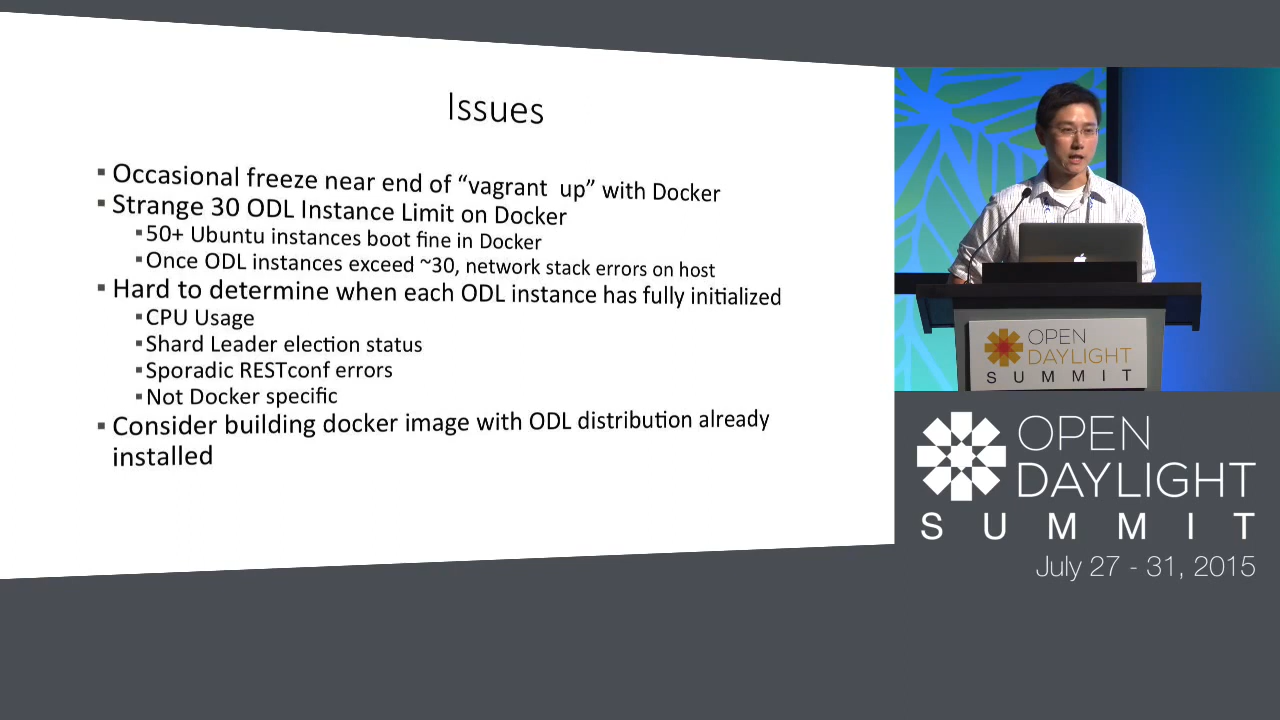 Issues
▪ Occasional freeze near end of “vagrant up” with Docker
▪ Strange 30 ODL Instance Limit on Docker
▪ 50+ Ubuntu instances boot fine in Docker
▪ Once ODL instances exceed ~30, network stack errors on host
▪ Hard to determine when each ODL instance has fully initialized
▪ CPU Usage
▪ Shard Leader election status
▪ Sporadic RESTconf errors
▪ Not Docker specific
▪ Consider building docker image with ODL distribution already
installed
OPEN
DAYLIGHT
SUMMIT
OPEN
DAYLIGHT
SUMMIT
July 27 - 31, 2015